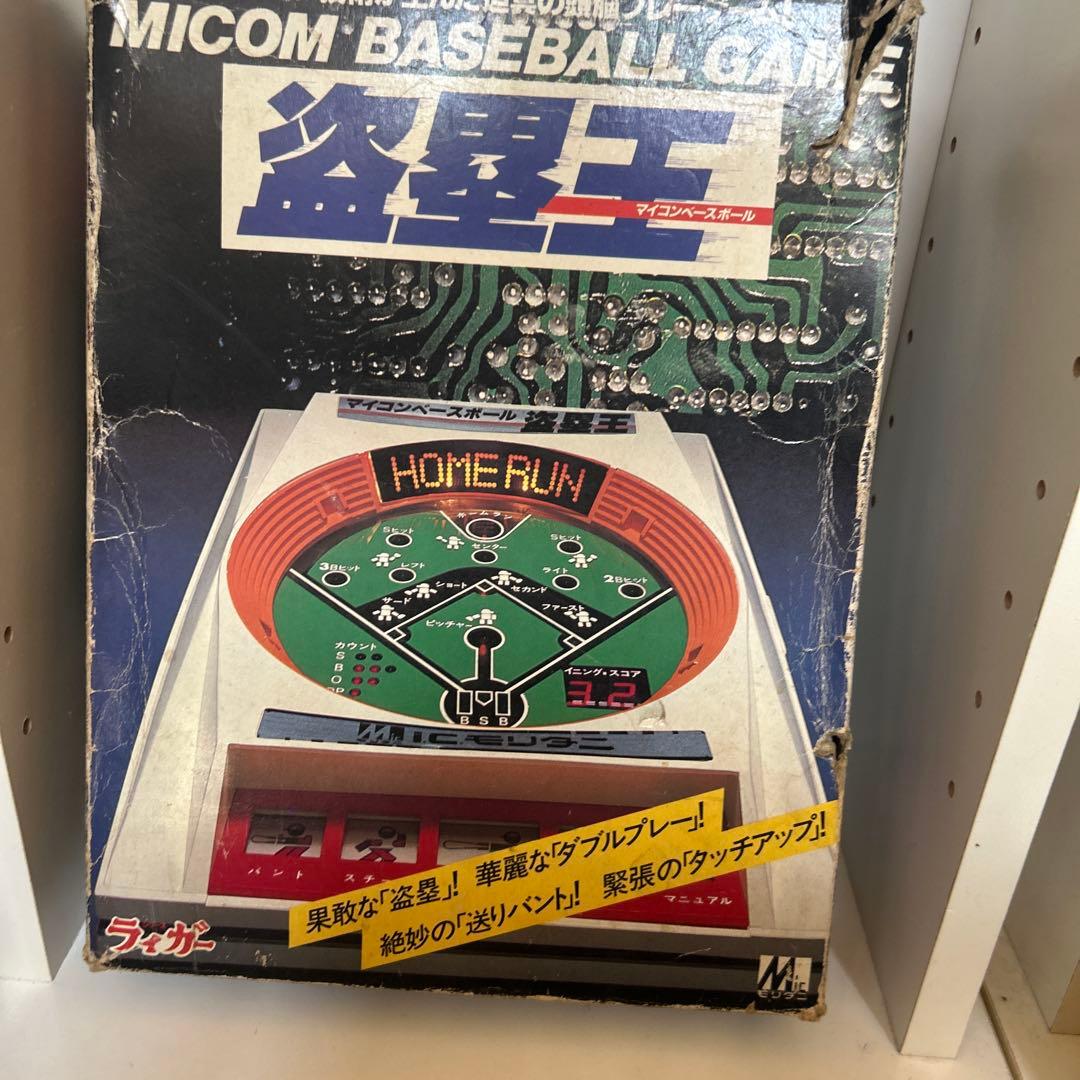 MICOM BASEBALL GAME
盗塁王
マイコンベースボール
マイコンベースボール 盗塁王
HOME RUN
ホームラン
Sヒット
センター
Sヒット
3Bヒット
レフト
ライト
2Bヒット
ショート
セカンド
サード
ファースト
ピッチャー
カウント
S
B
O
イニング・スコア
3.2
B S B
Mic モリタニ
バント
マニュアル
果敢な「盗塁」! 華麗な「ダブルプレー」!
絶妙の「送りバント」! 緊張の「タッチアップ」!
ライガー
Mic
モリタニ